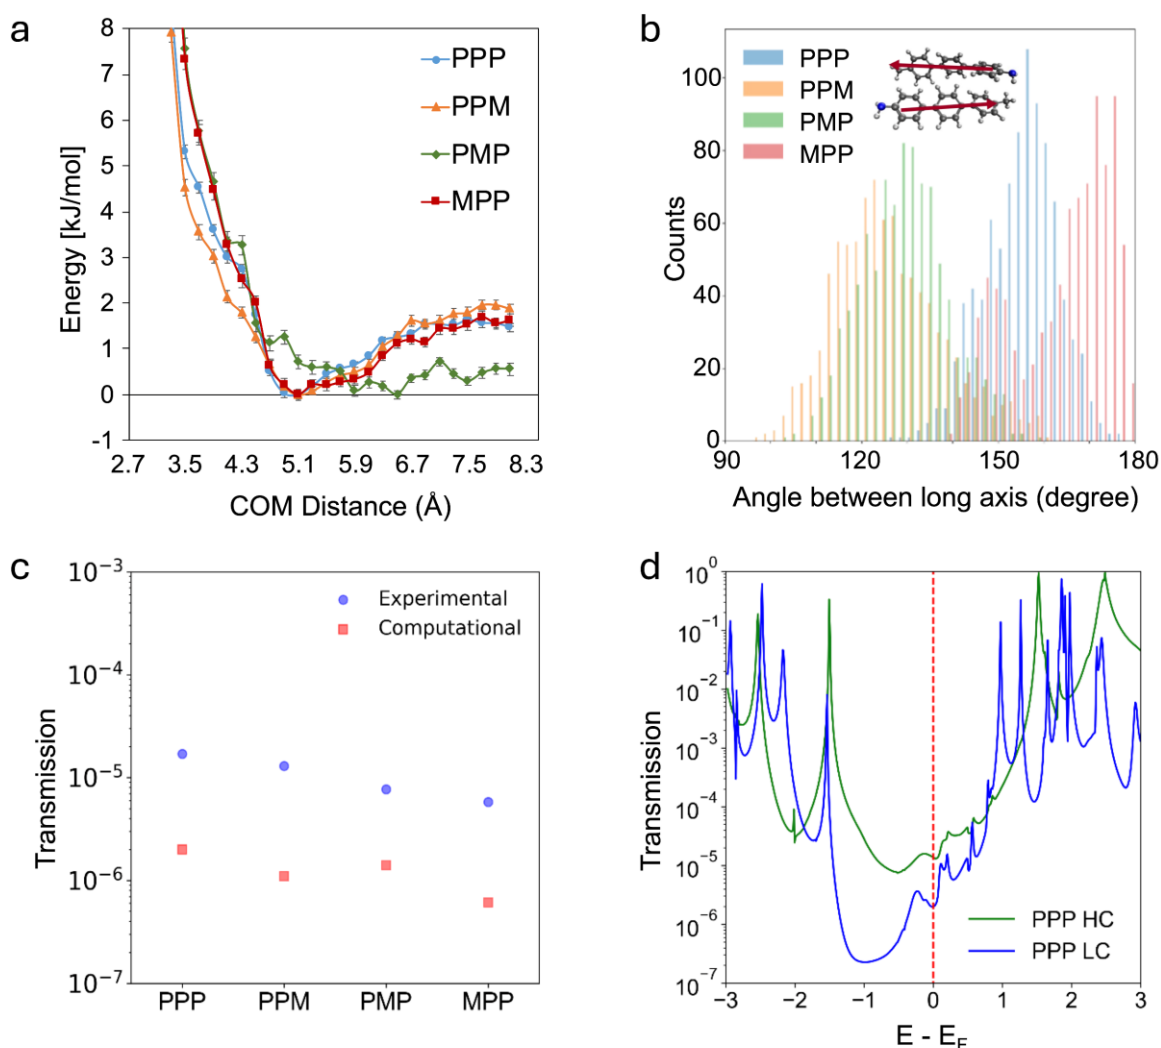 a
8
7
6
5
4
3
2
1
0
-1
Energy [kJ/mol]
PPP
PPM
PMP
MPP
2.7 3.5 4.3 5.1 5.9 6.7 7.5 8.3
COM Distance (Å)
b
100
80
60
40
20
0
Counts
PPP
PPM
PMP
MPP
90 120 150 180
Angle between long axis (degree)
c
10⁻³
10⁻⁴
10⁻⁵
10⁻⁶
10⁻⁷
Transmission
Experimental
Computational
PPP PPM PMP MPP
d
10⁰
10⁻¹
10⁻²
10⁻³
10⁻⁴
10⁻⁵
10⁻⁶
10⁻⁷
Transmission
PPP HC
PPP LC
−3 −2 −1 0 1 2 3
E - E_F